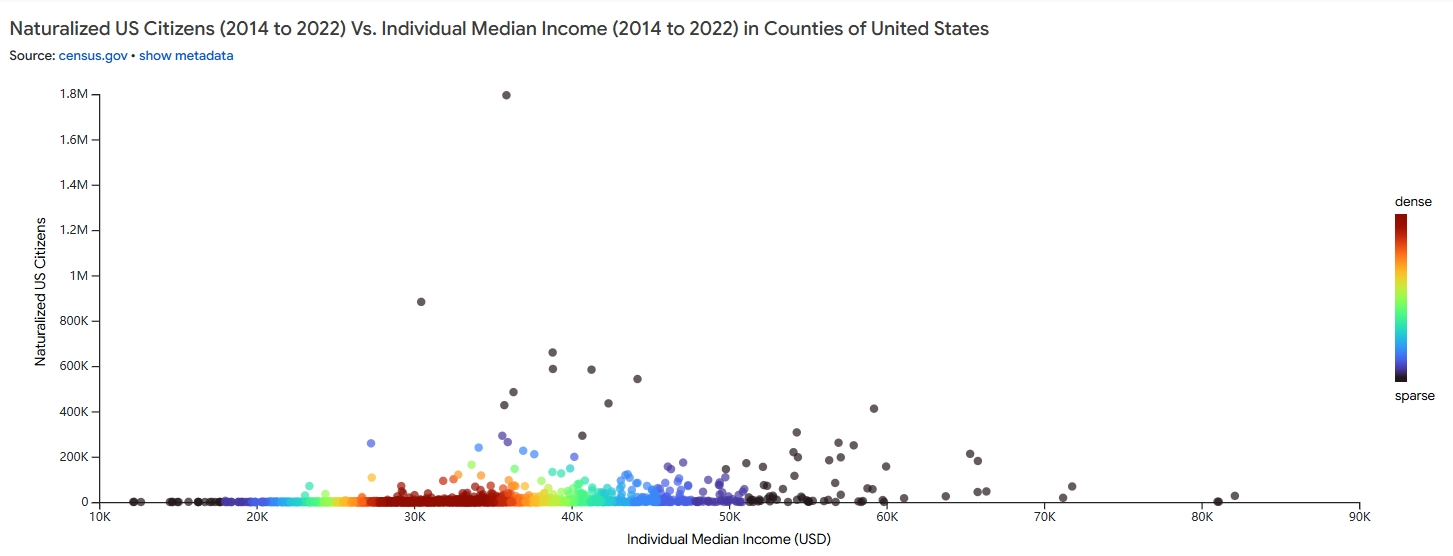 Naturalized US Citizens (2014 to 2022) Vs. Individual Median Income (2014 to 2022) in Counties of United States
Source: census.gov • show metadata
1.8M
1.6M
1.4M
1.2M
1M
800K
600K
400K
200K
0
Naturalized US Citizens
10K 20K 30K 40K 50K 60K 70K 80K 90K
Individual Median Income (USD)
dense
sparse